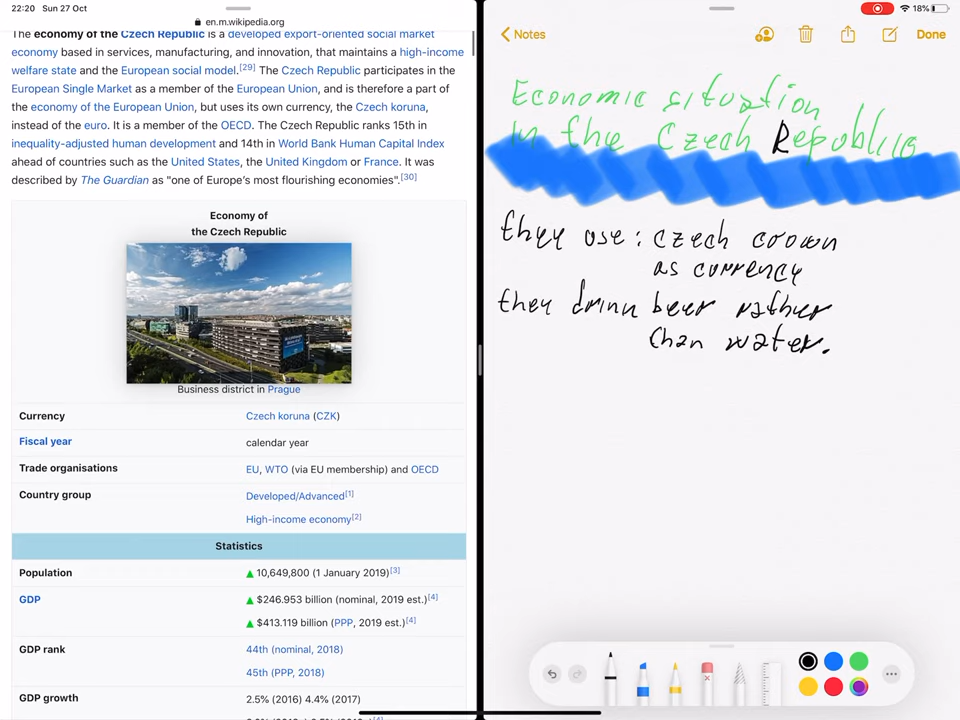 22:20 Sun 27 Oct
18%
en.m.wikipedia.org
The economy of the Czech Republic is a developed export-oriented social market
economy based in services, manufacturing, and innovation, that maintains a high-income
welfare state and the European social model.[29] The Czech Republic participates in the
European Single Market as a member of the European Union, and is therefore a part of
the economy of the European Union, but uses its own currency, the Czech koruna,
instead of the euro. It is a member of the OECD. The Czech Republic ranks 15th in
inequality-adjusted human development and 14th in World Bank Human Capital Index
ahead of countries such as the United States, the United Kingdom or France. It was
described by The Guardian as "one of Europe's most flourishing economies".[30]
Economy of
the Czech Republic
Business district in Prague
Currency Czech koruna (CZK)
Fiscal year calendar year
Trade organisations EU, WTO (via EU membership) and OECD
Country group Developed/Advanced[1]
High-income economy[2]
Statistics
Population ▲ 10,649,800 (1 January 2019)[3]
GDP ▲ $246.953 billion (nominal, 2019 est.)[4]
▲ $413.119 billion (PPP, 2019 est.)[4]
GDP rank 44th (nominal, 2018)
45th (PPP, 2018)
GDP growth 2.5% (2016) 4.4% (2017)
Notes
Done
Economic situation
in the Czech Republic
they use: czech crown
as currency
they drink beer rather
than water.